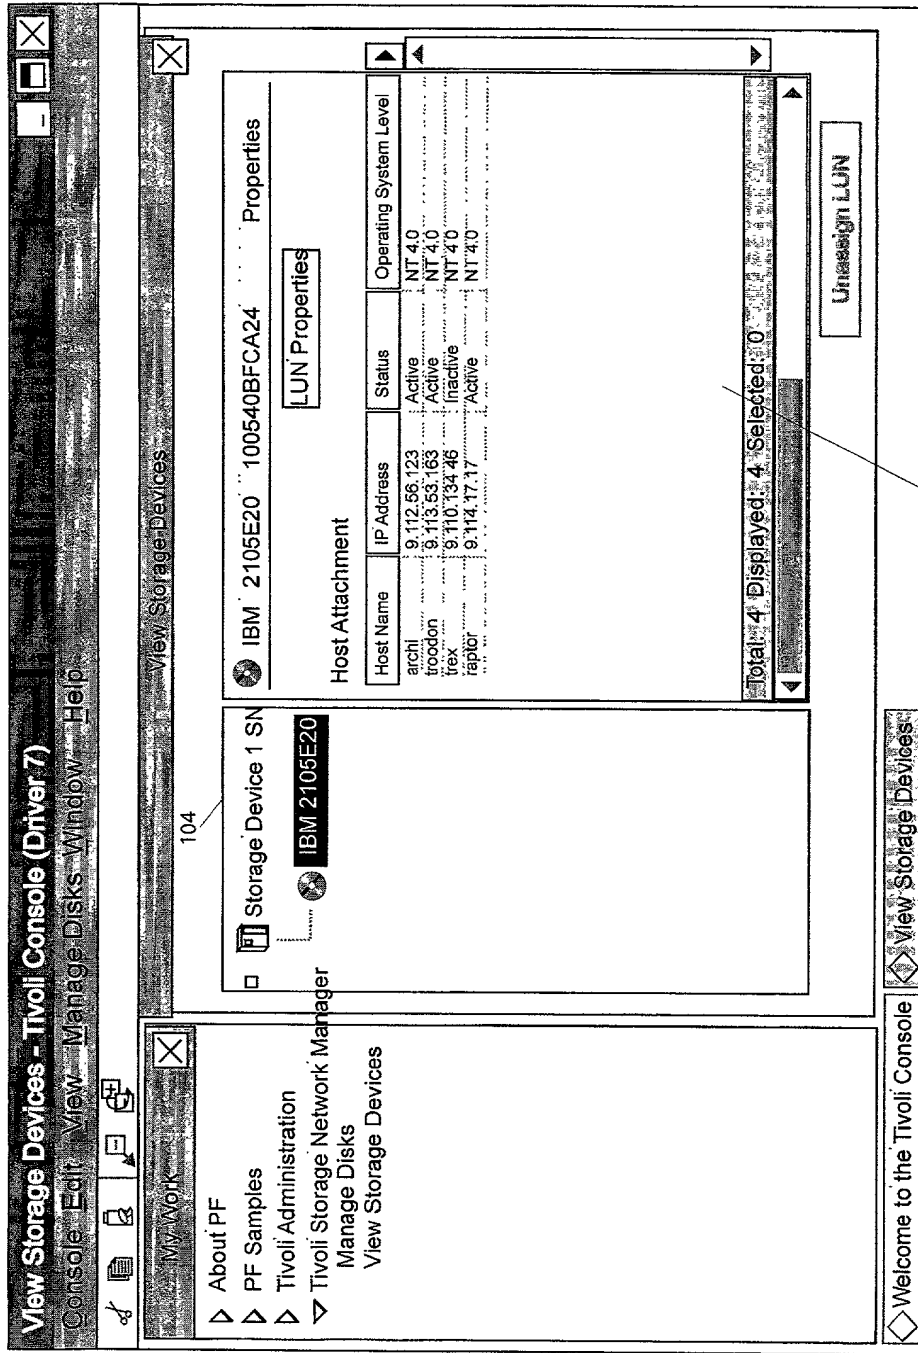 View Storage Devices - Tivoli Console (Driver 7)
Console Edit View Manage Disks Window Help
My Work
About PF
PF Samples
Tivoli Administration
Tivoli Storage Network Manager
Manage Disks
View Storage Devices
View Storage Devices
104
Storage Device 1 SN
IBM 2105E20
IBM 2105E20 100540BFCA24 Properties
LUN Properties
Host Attachment
Host Name IP Address Status Operating System Level
archi 9.112.56.123 Active NT 4.0
troodon 9.113.53.163 Active NT 4.0
trex 9.110.134.46 Inactive NT 4.0
raptor 9.114.17.17 Active NT 4.0
Total: 4 Displayed: 4 Selected: 0
Unassign LUN
Welcome to the Tivoli Console
View Storage Devices